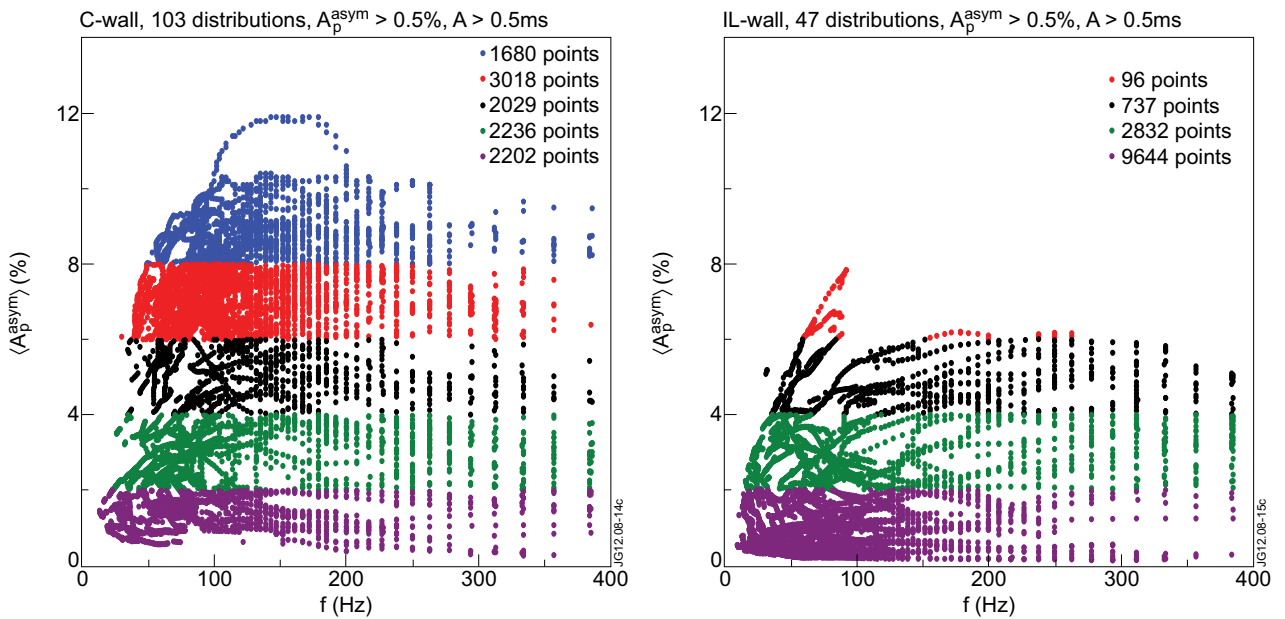 C-wall, 103 distributions, A_p^asym > 0.5%, A > 0.5ms
1680 points
3018 points
2029 points
2236 points
2202 points
12
8
4
0
⟨A_p^asym⟩ (%)
0 100 200 300 400
f (Hz)
JG12.08-14c
IL-wall, 47 distributions, A_p^asym > 0.5%, A > 0.5ms
96 points
737 points
2832 points
9644 points
12
8
4
0
⟨A_p^asym⟩ (%)
0 100 200 300 400
f (Hz)
JG12.08-15c